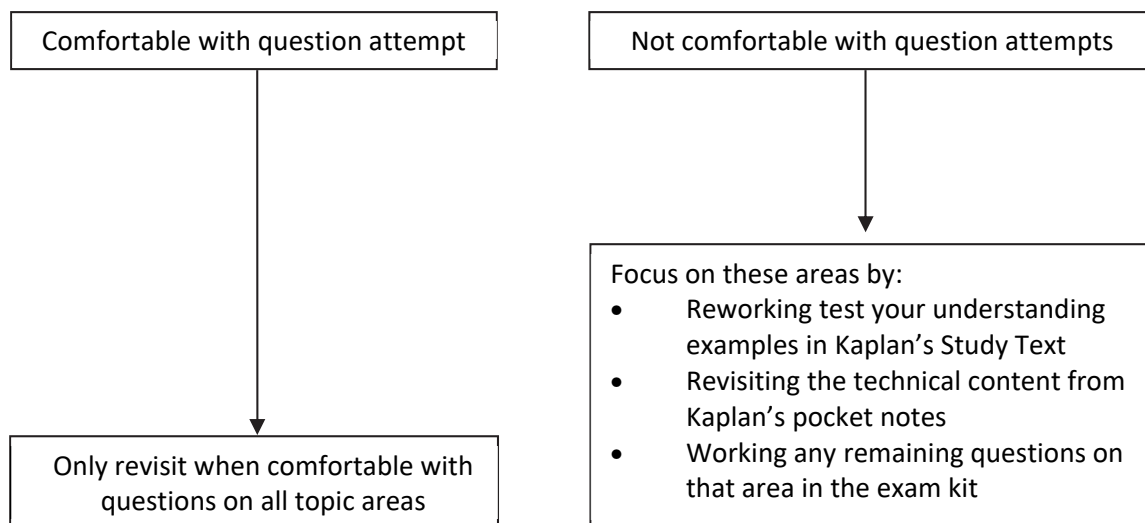 Comfortable with question attempt
Not comfortable with question attempts
Focus on these areas by:
• Reworking test your understanding
examples in Kaplan’s Study Text
• Revisiting the technical content from
Kaplan’s pocket notes
• Working any remaining questions on
that area in the exam kit
Only revisit when comfortable with
questions on all topic areas